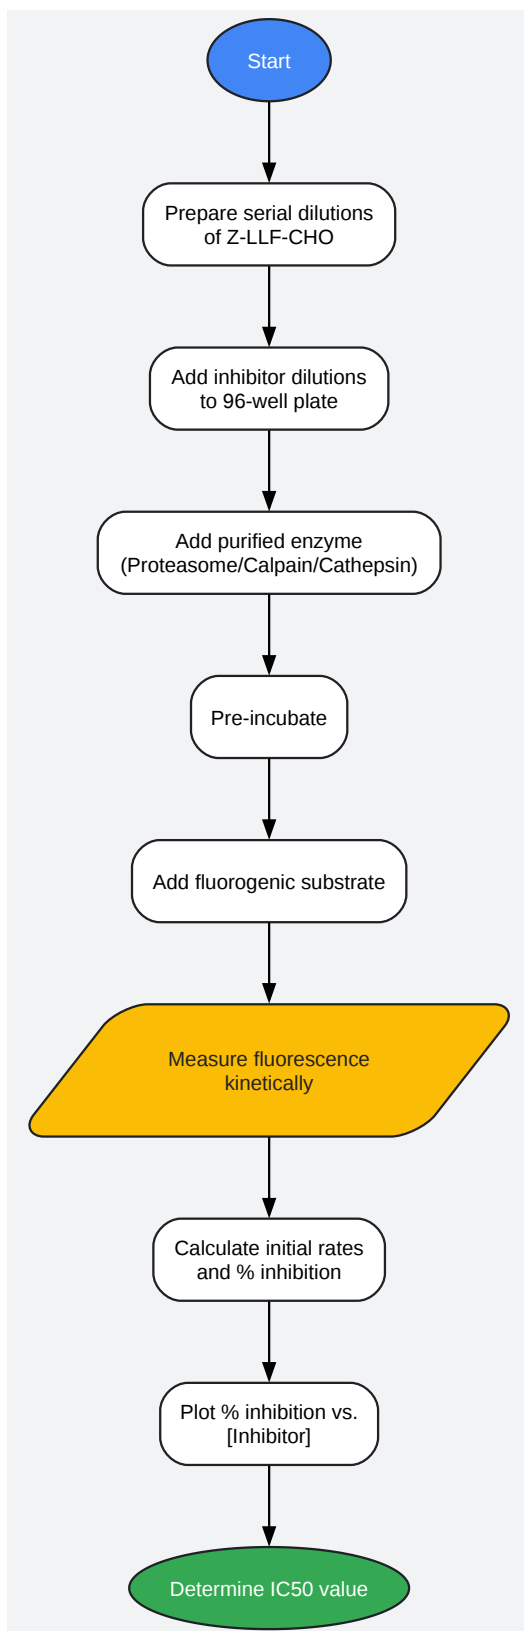 Start
Prepare serial dilutions
of Z-LLF-CHO
Add inhibitor dilutions
to 96-well plate
Add purified enzyme
(Proteasome/Calpain/Cathepsin)
Pre-incubate
Add fluorogenic substrate
Measure fluorescence
kinetically
Calculate initial rates
and % inhibition
Plot % inhibition vs.
[Inhibitor]
Determine IC50 value